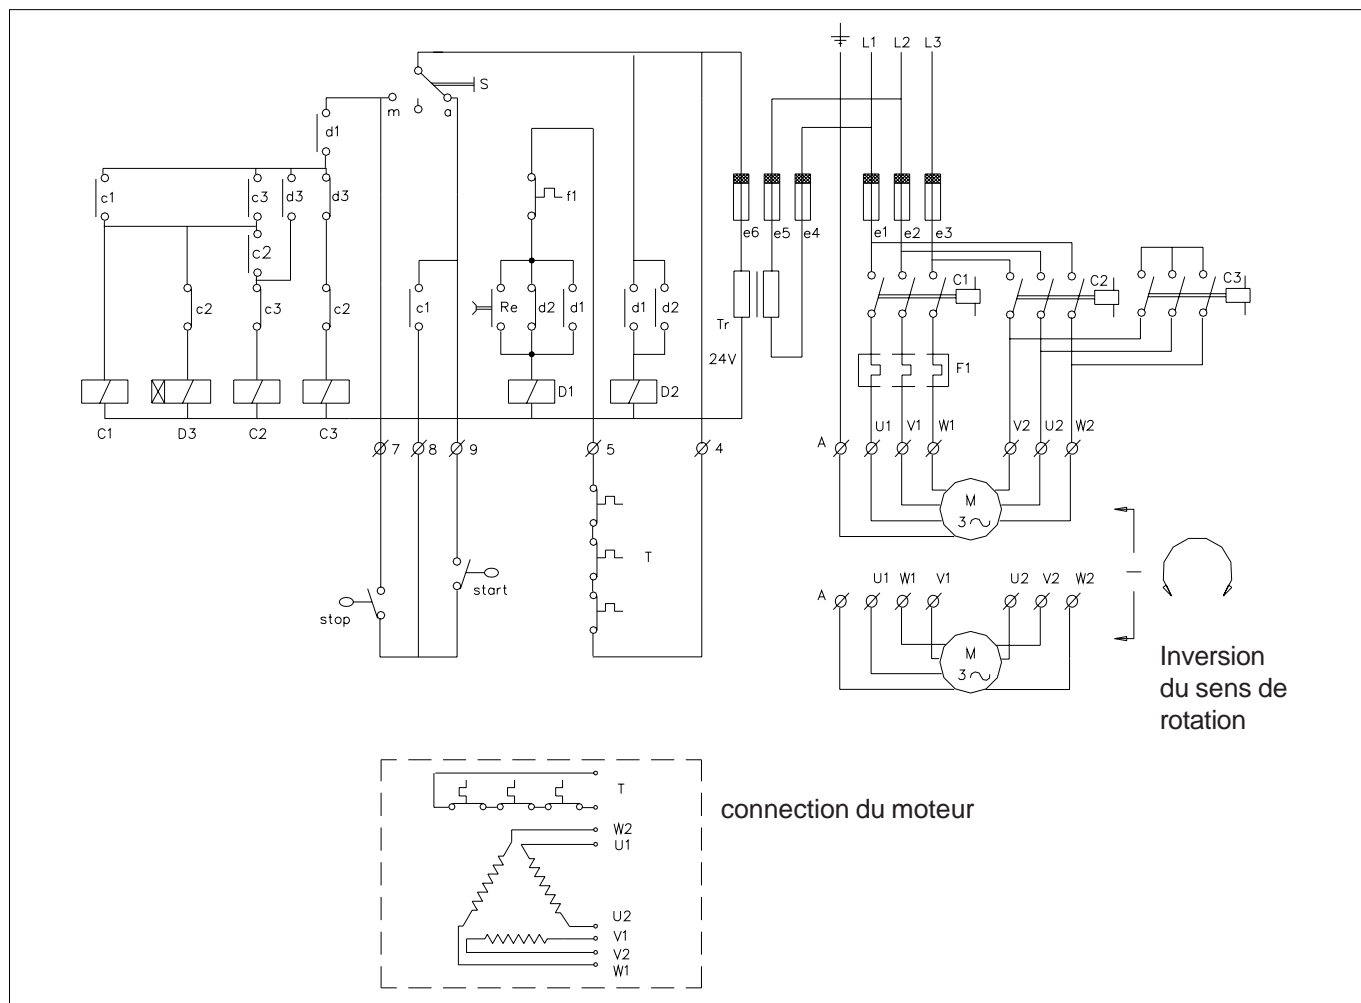 L1 L2 L3
S
m a
d1
c1 c3 d3 d3
f1
e6 e5 e4 e1 e2 e3
c2
C1 C2 C3
c2 c3 c2 c1 Re d2 d1 d1 d2
Tr
24V
F1
D1 D2
C1 D3 C2 C3
7 8 9 5 4
A U1 V1 W1 V2 U2 W2
M
3
T
start
stop
A U1 W1 V1 U2 V2 W2
M
3
Inversion
du sens de
rotation
T
connection du moteur
W2
U1
U2
V1
V2
W1